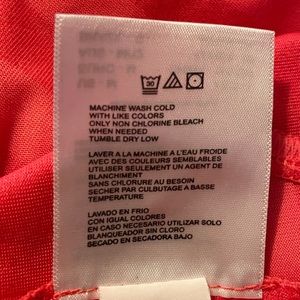 30
MACHINE WASH COLD
WITH LIKE COLORS
ONLY NON CHLORINE BLEACH
WHEN NEEDED
TUMBLE DRY LOW
LAVER A LA MACHINE A L'EAU FROIDE
AVEC DES COULEURS SEMBLABLES
UTILISER SEULEMENT UN AGENT DE
BLANCHIMENT
SANS CHLORURE AU BESOIN
SECHER PAR CULBUTAGE A BASSE
TEMPERATURE
LAVADO EN FRIO
CON IGUAL COLORES
EN CASO NECESARIO UTILIZAR SOLO
BLANQUEADOR SIN CLORO
SECADO EN SECADORA BAJO